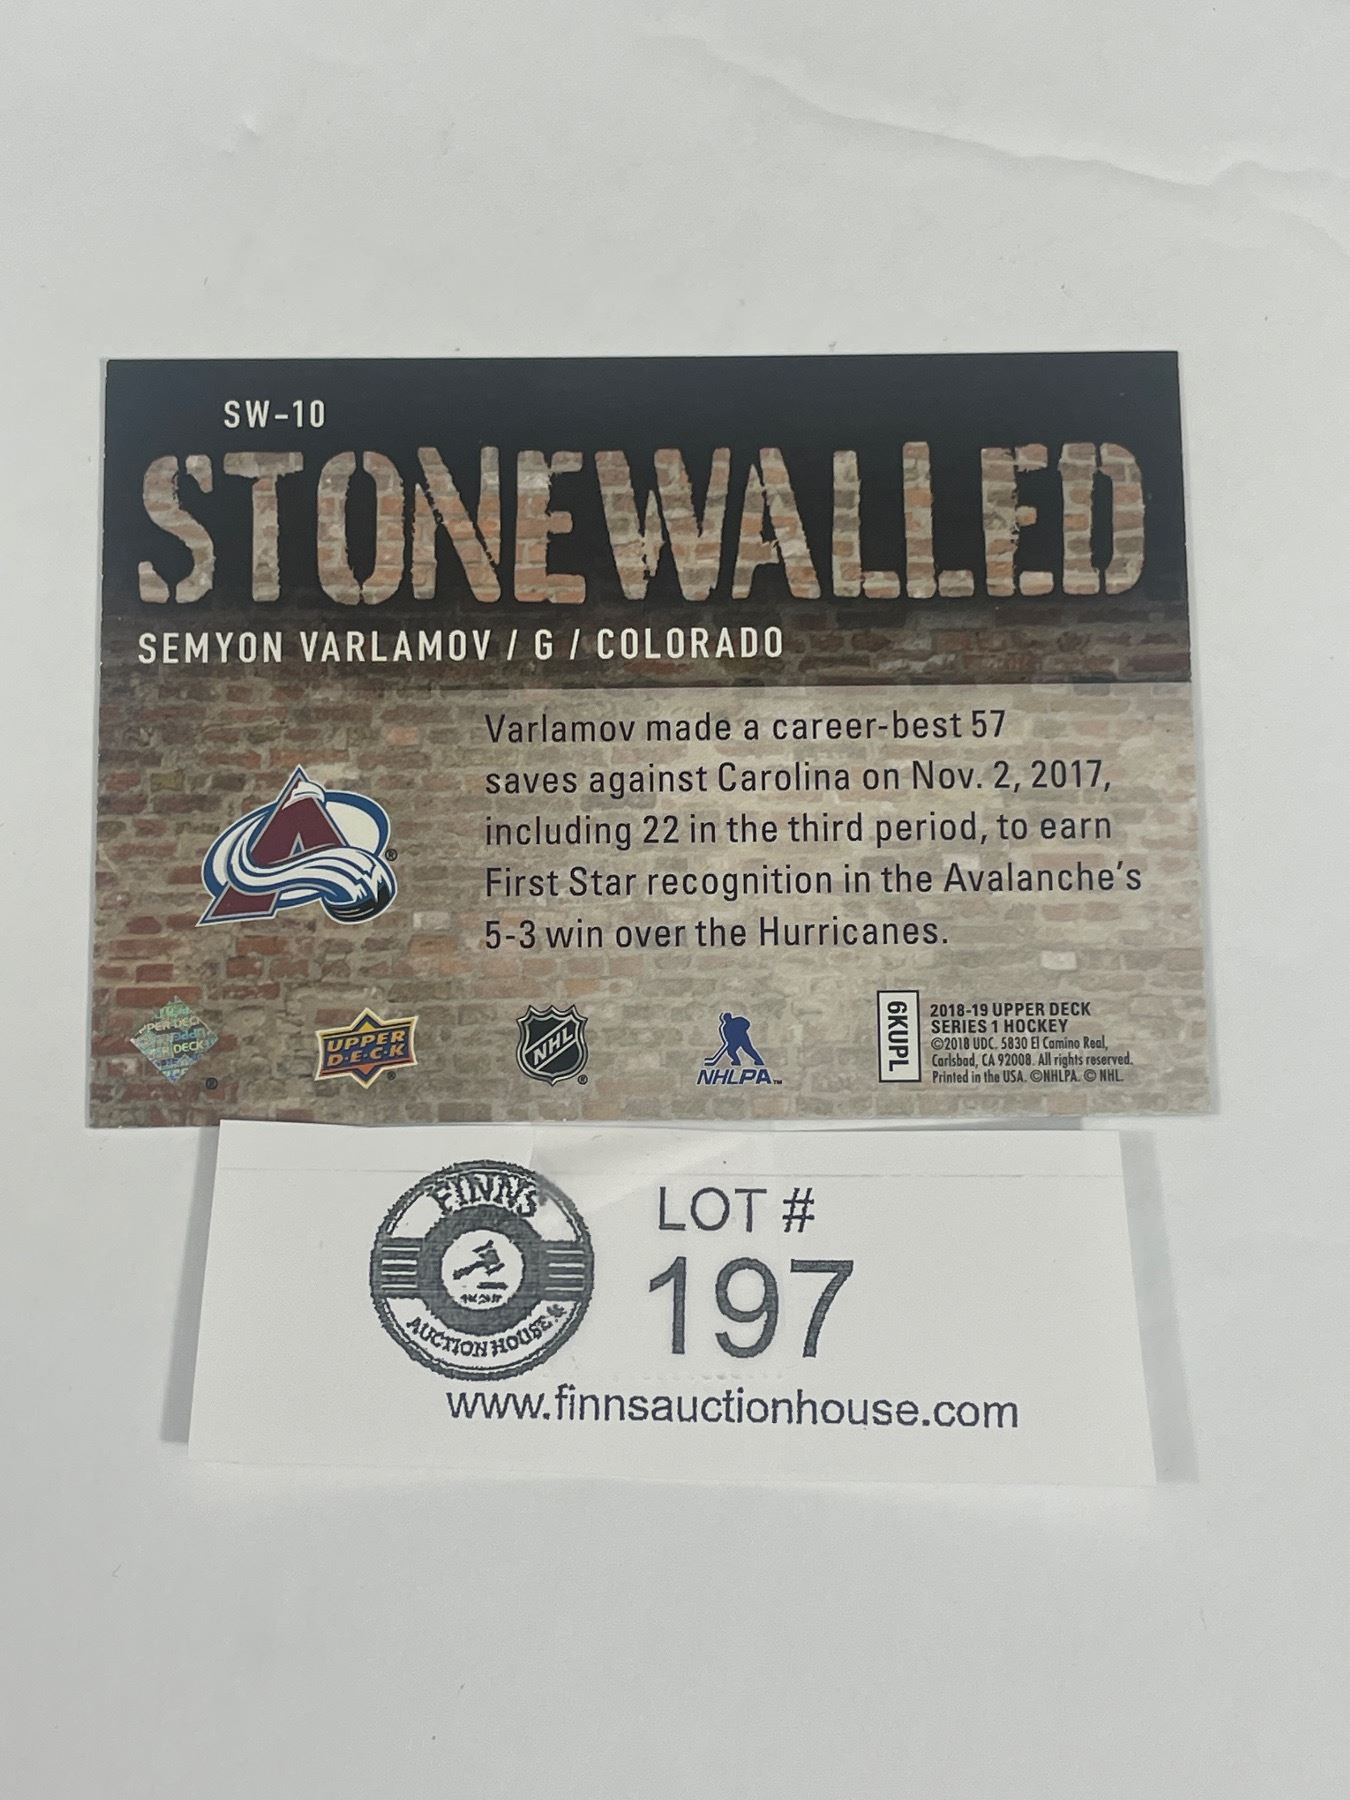 SW-10
STONEWALLED
SEMYON VARLAMOV / G / COLORADO
Varlamov made a career-best 57
saves against Carolina on Nov. 2, 2017,
including 22 in the third period, to earn
First Star recognition in the Avalanche's
5-3 win over the Hurricanes.
A
®
UPPER DECK
®
UPPER
D·E·C·K
®
NHL
®
NHLPA™
6KUPL
2018-19 UPPER DECK
SERIES 1 HOCKEY
©2018 UDC. 5830 El Camino Real,
Carlsbad, CA 92008. All rights reserved.
Printed in the USA. ©NHLPA. © NHL.
FINNS
AUCTION HOUSE
LOT #
197
www.finnsauctionhouse.com